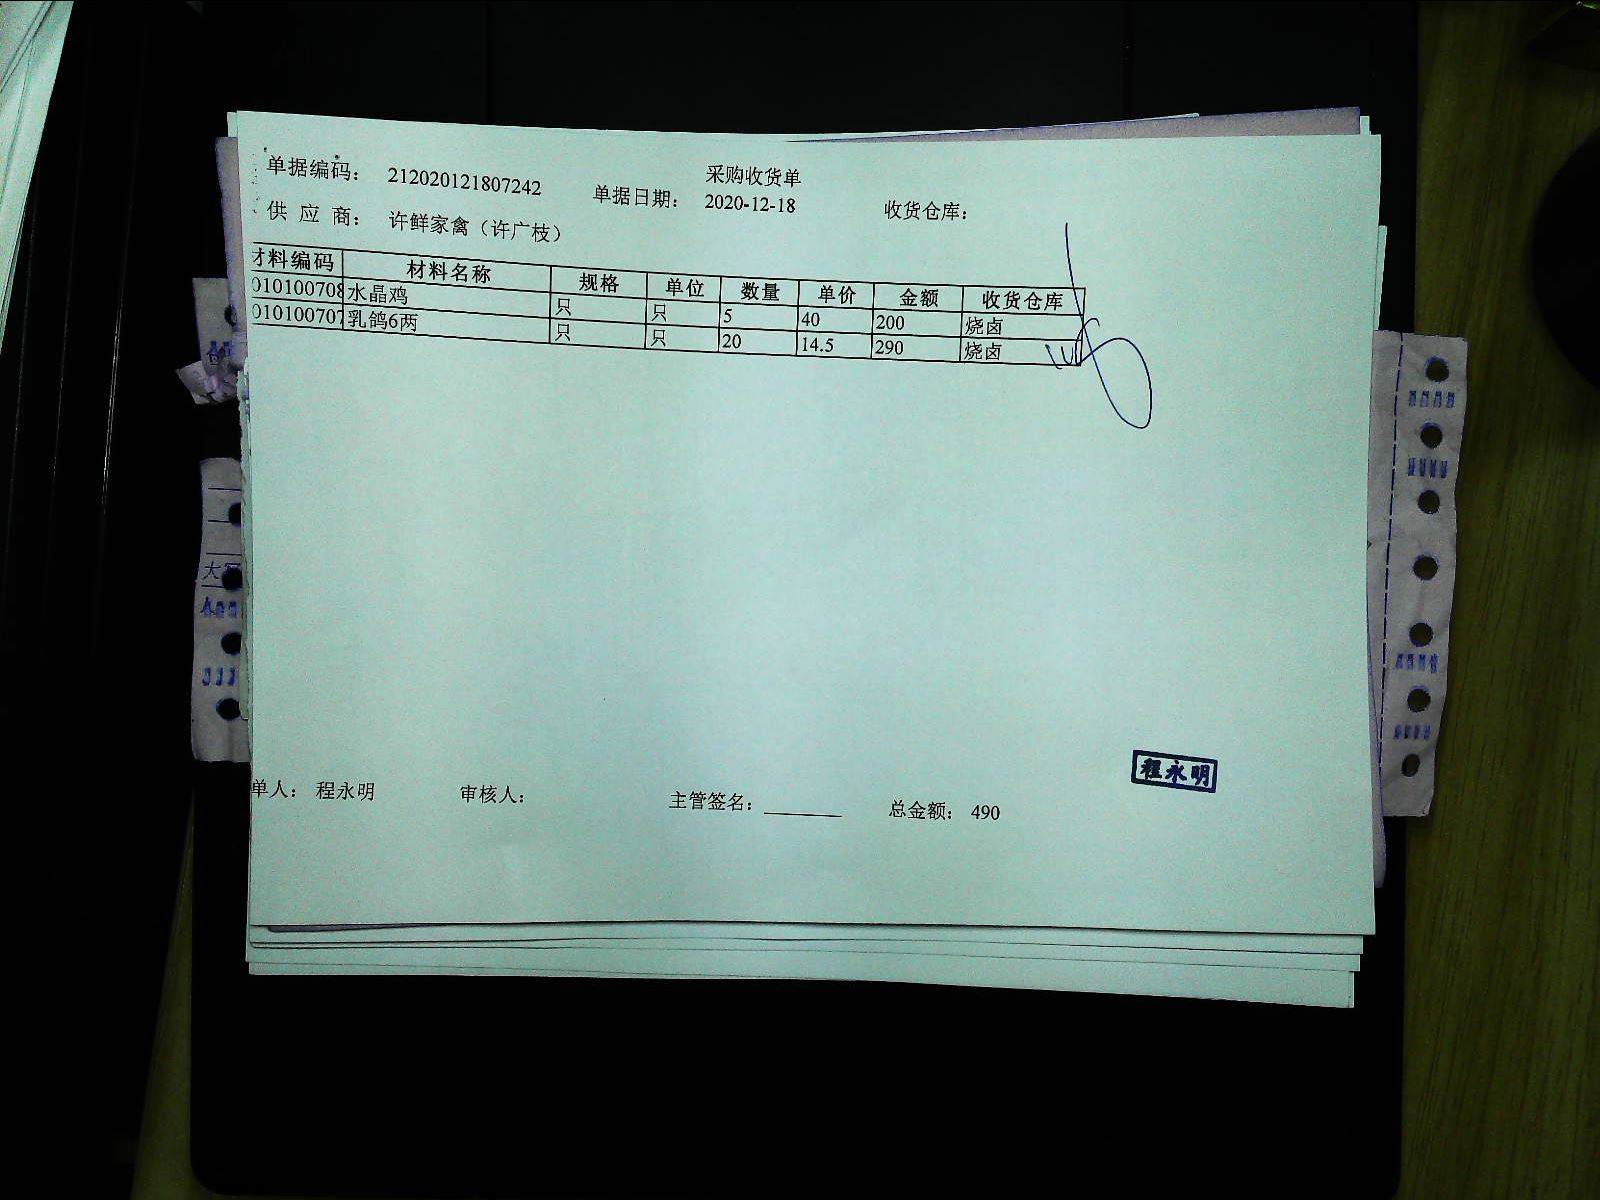 采购收货单
单据编码： 212020121807242 单据日期： 2020-12-18 收货仓库：
供 应 商： 许鲜家禽（许广枝）
材料编码 材料名称 规格 单位 数量 单价 金额 收货仓库
010100708 水晶鸡 只 只 5 40 200 烧卤
010100707 乳鸽6两 只 只 20 14.5 290 烧卤
程永明
单人： 程永明 审核人： 主管签名： 总金额： 490